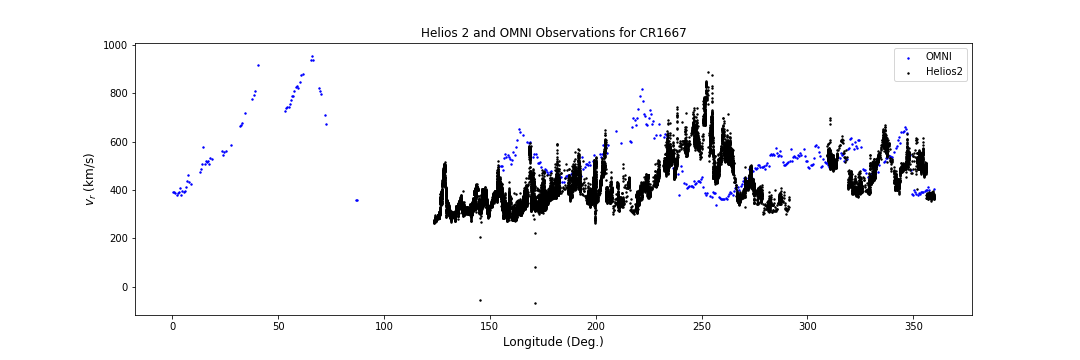 Helios 2 and OMNI Observations for CR1667
OMNI
Helios2
1000
800
600
400
200
0
v_r (km/s)
0 50 100 150 200 250 300 350
Longitude (Deg.)